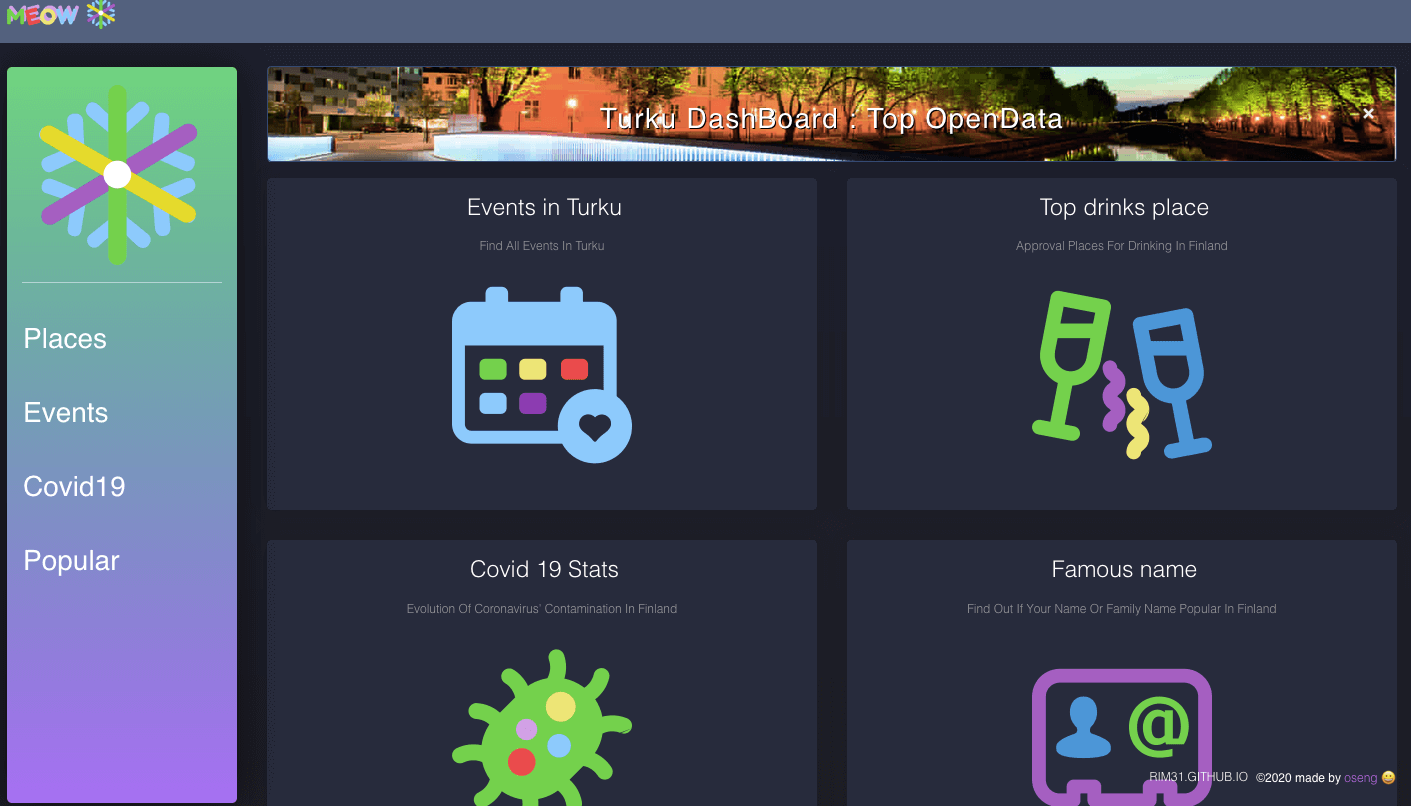 MEOW
Turku DashBoard : Top OpenData
×
Places
Events
Covid19
Popular
Events in Turku
Find All Events In Turku
Top drinks place
Approval Places For Drinking In Finland
Covid 19 Stats
Evolution Of Coronavirus' Contamination In Finland
Famous name
Find Out If Your Name Or Family Name Popular In Finland
@
RIM31.GITHUB.IO ©2020 made by oseng 😀